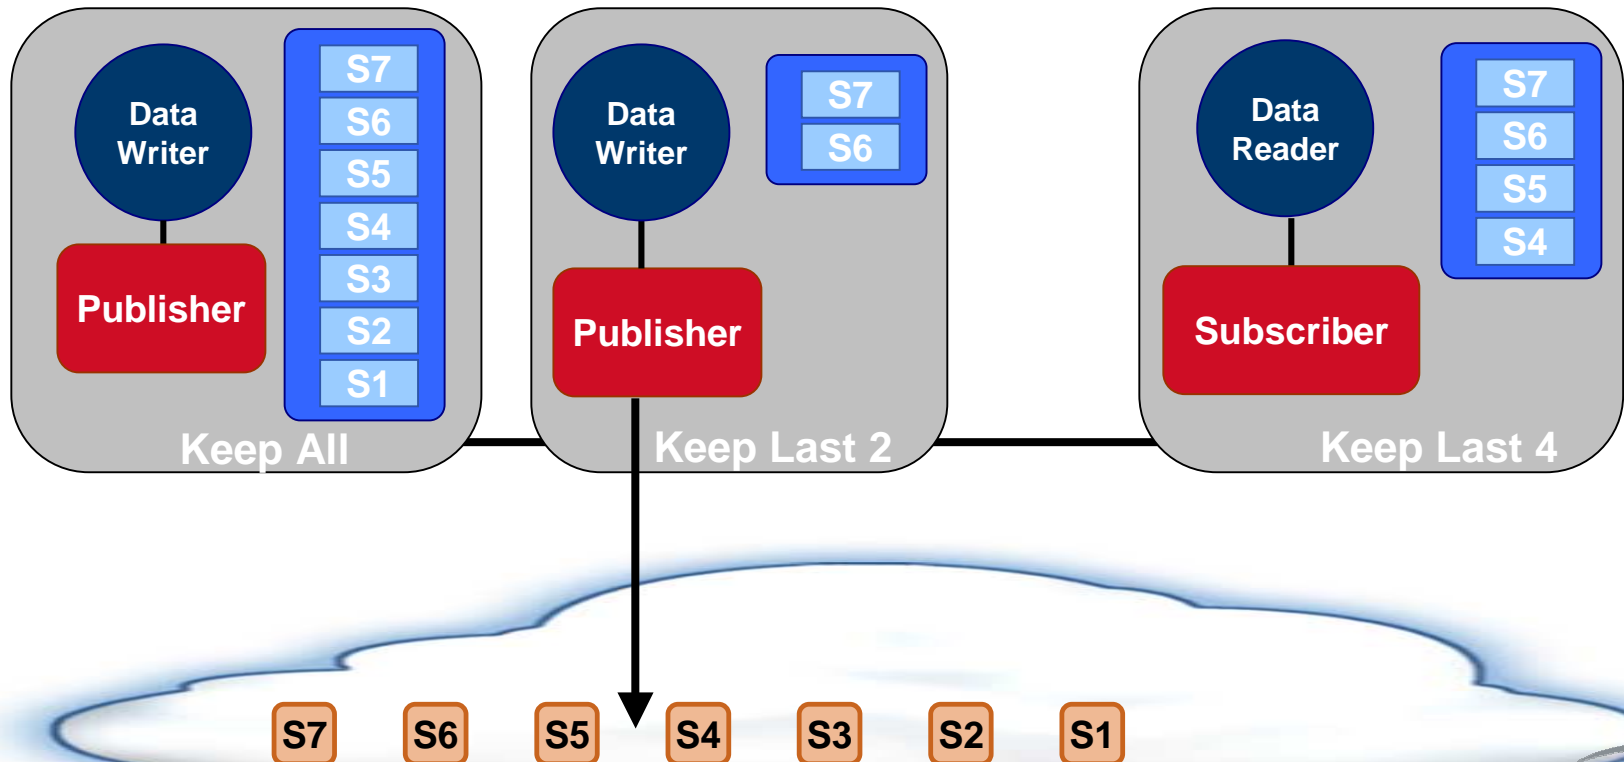 Data
Writer
Publisher
S7
S6
S5
S4
S3
S2
S1
Keep All
Data
Writer
Publisher
S7
S6
Keep Last 2
Data
Reader
Subscriber
S7
S6
S5
S4
Keep Last 4
S7 S6 S5 S4 S3 S2 S1